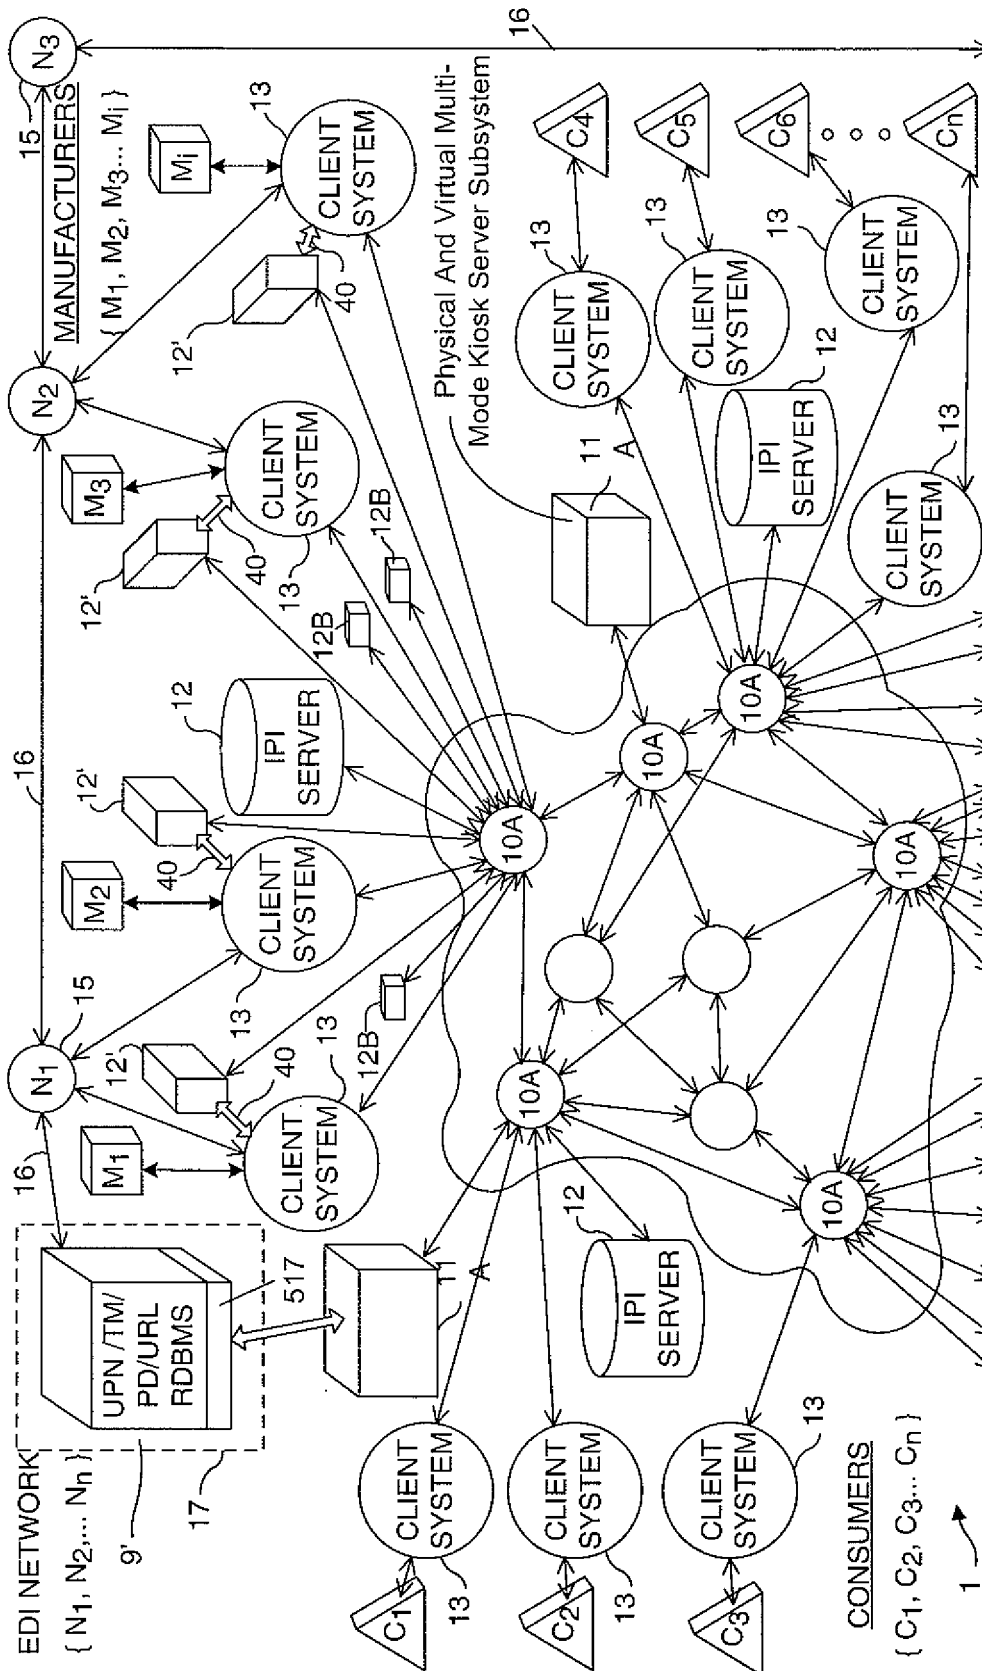 EDI NETWORK
{ N1, N2,... Nn }
9'
17
UPN /TM/
PD/URL
RDBMS
517
16
N1
15
16
N2
15
N3
MANUFACTURERS
{ M1, M2, M3... Mi }
16
M1
12'
40
13
CLIENT
SYSTEM
12B
M2
12'
40
13
CLIENT
SYSTEM
12
IPI
SERVER
M3
12'
40
13
CLIENT
SYSTEM
12B
12B
Mi
12'
40
13
CLIENT
SYSTEM
Physical And Virtual Multi-
Mode Kiosk Server Subsystem
11
A
11
A
10A
10A
10A
10A
10A
10A
12
IPI
SERVER
12
IPI
SERVER
C1
13
CLIENT
SYSTEM
C2
13
CLIENT
SYSTEM
C3
13
CLIENT
SYSTEM
C4
13
CLIENT
SYSTEM
C5
13
CLIENT
SYSTEM
C6
13
CLIENT
SYSTEM
Cn
13
CLIENT
SYSTEM
CONSUMERS
{ C1, C2, C3... Cn }
1